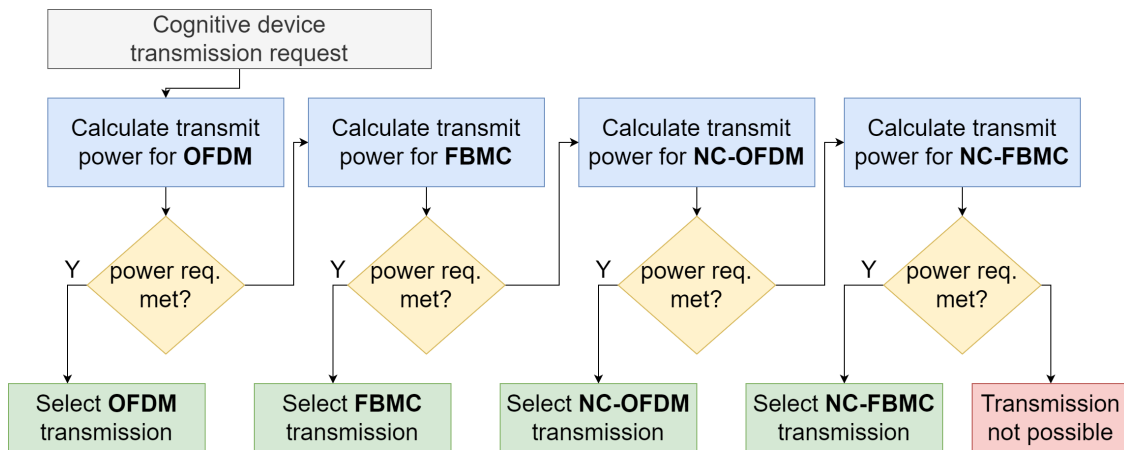 Cognitive device
transmission request
Calculate transmit
power for OFDM
Calculate transmit
power for FBMC
Calculate transmit
power for NC-OFDM
Calculate transmit
power for NC-FBMC
Y
power req.
met?
Y
power req.
met?
Y
power req.
met?
Y
power req.
met?
Select OFDM
transmission
Select FBMC
transmission
Select NC-OFDM
transmission
Select NC-FBMC
transmission
Transmission
not possible